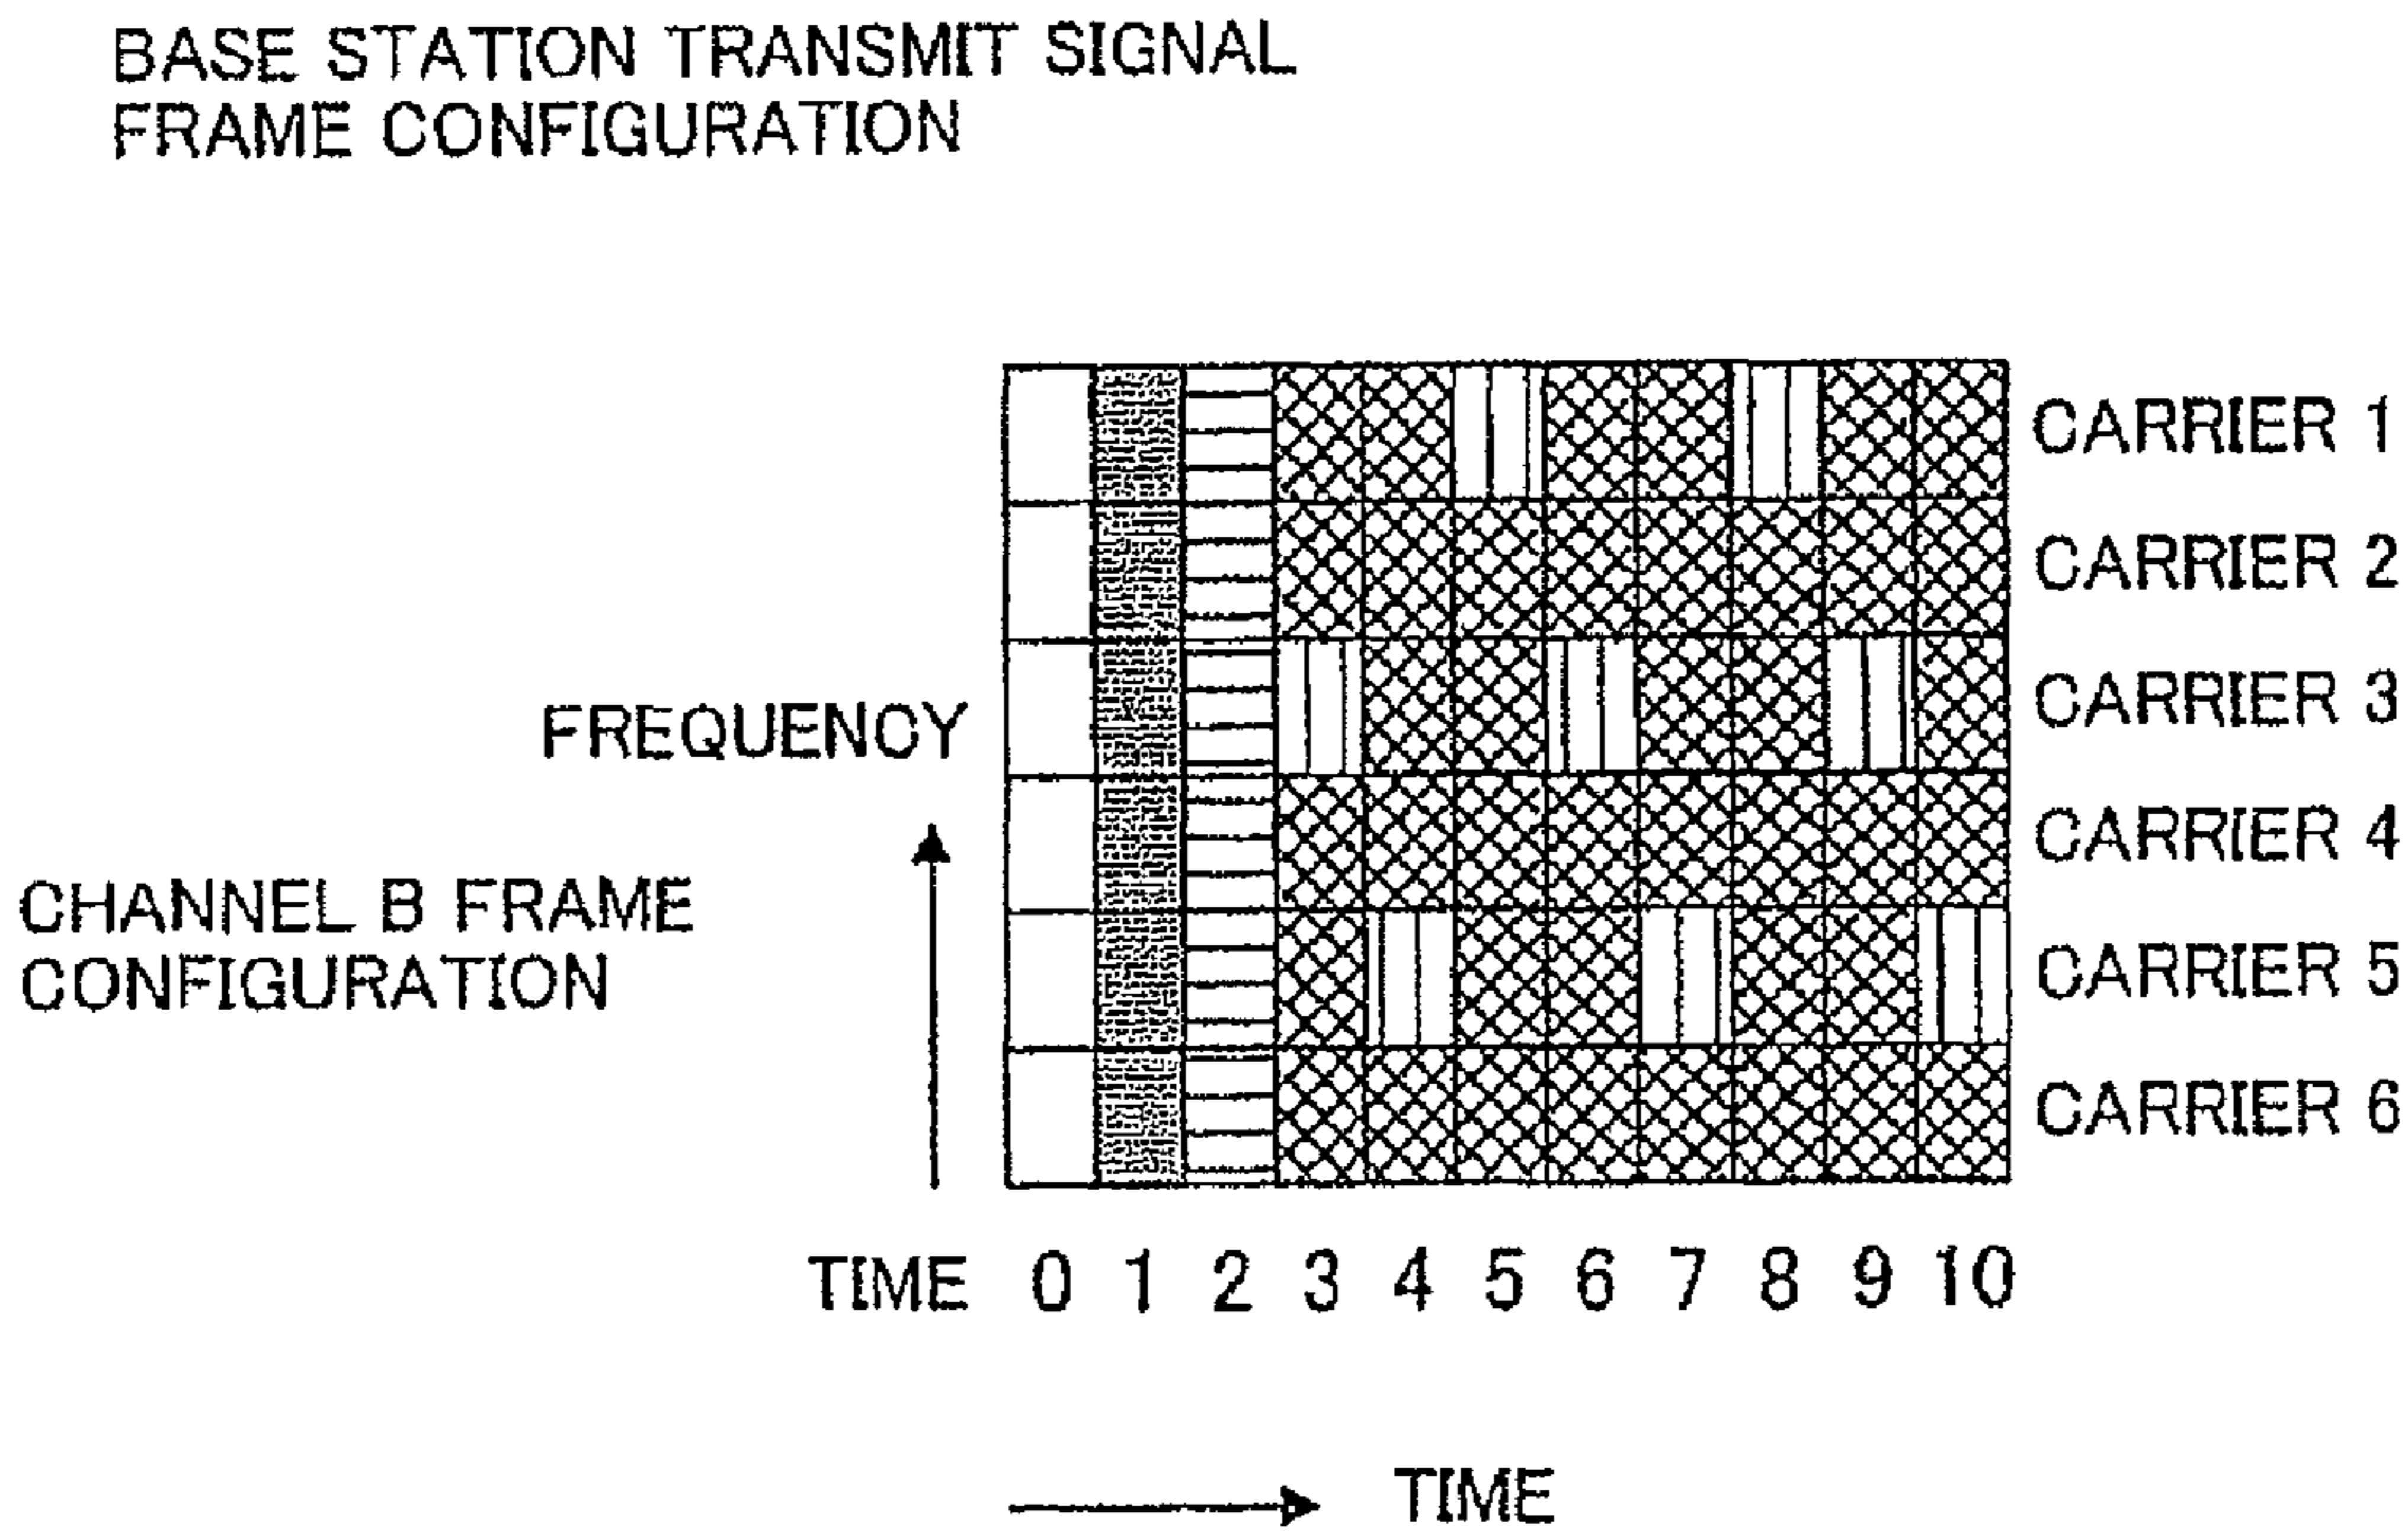 BASE STATION TRANSMIT SIGNAL
FRAME CONFIGURATION
CARRIER 1
CARRIER 2
CARRIER 3
FREQUENCY
CARRIER 4
CHANNEL B FRAME
CONFIGURATION
CARRIER 5
CARRIER 6
TIME 0 1 2 3 4 5 6 7 8 9 10
TIME